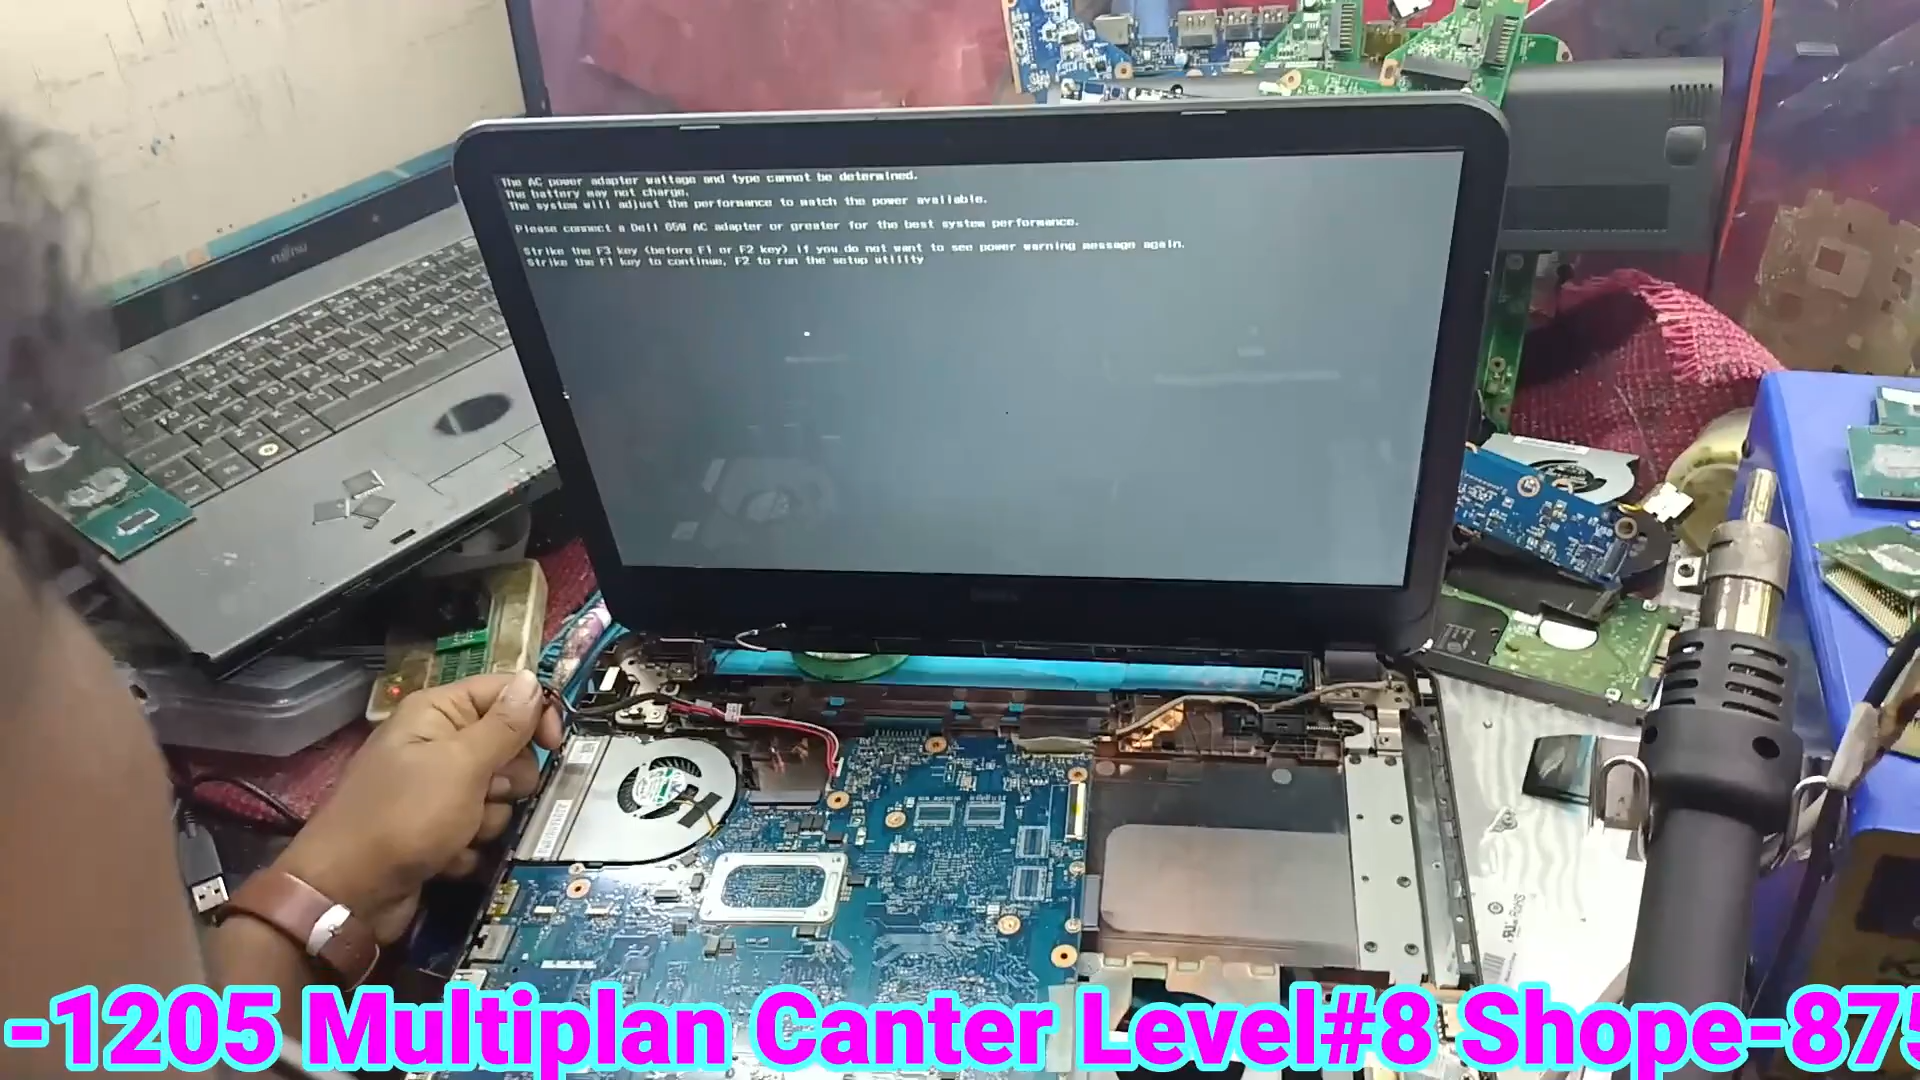 The AC power adapter wattage and type cannot be determined.
The battery may not charge.
The system will adjust the performance to match the power available.
Please connect a Dell 65W AC adapter or greater for the best system performance.
Strike the F3 key (before F1 or F2 key) if you do not want to see power warning message again.
Strike the F1 key to continue, F2 to run the setup utility
FUJITSU
-1205 Multiplan Canter Level#8 Shope-875